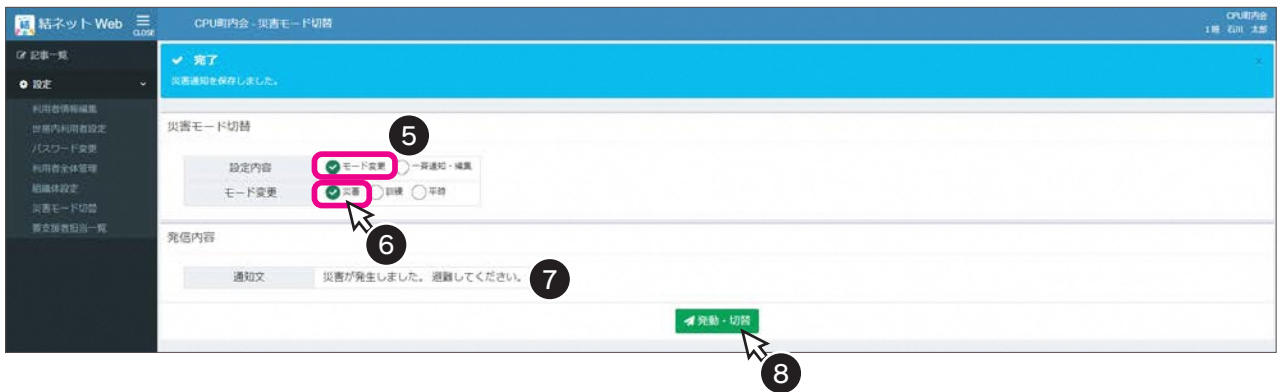 結ネット Web
CLOSE
CPU町内会 - 災害モード切替
CPU町内会
1班 石川 太郎
記事一覧
設定
利用者情報編集
世帯内利用者設定
パスワード変更
利用者全体管理
組織体設定
災害モード切替
要支援者担当一覧
完了
×
災害通知を保存しました。
災害モード切替
5
設定内容 モード変更 一斉通知・編集
モード変更 災害 訓練 平時
6
発信内容
通知文 災害が発生しました。 避難してください。 7
発動・切替
8